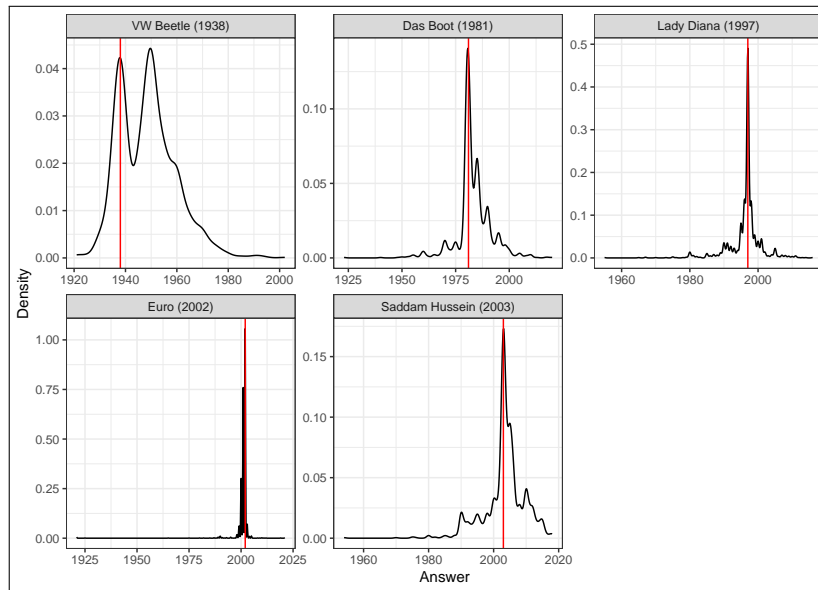 VW Beetle (1938)
Das Boot (1981)
Lady Diana (1997)
0.04
0.03
0.02
0.01
0.00
1920 1940 1960 1980 2000
0.10
0.05
0.00
1925 1950 1975 2000
0.5
0.4
0.3
0.2
0.1
0.0
1960 1980 2000
Density
Euro (2002)
Saddam Hussein (2003)
1.00
0.75
0.50
0.25
0.00
1925 1950 1975 2000 2025
0.15
0.10
0.05
0.00
1960 1980 2000 2020
Answer